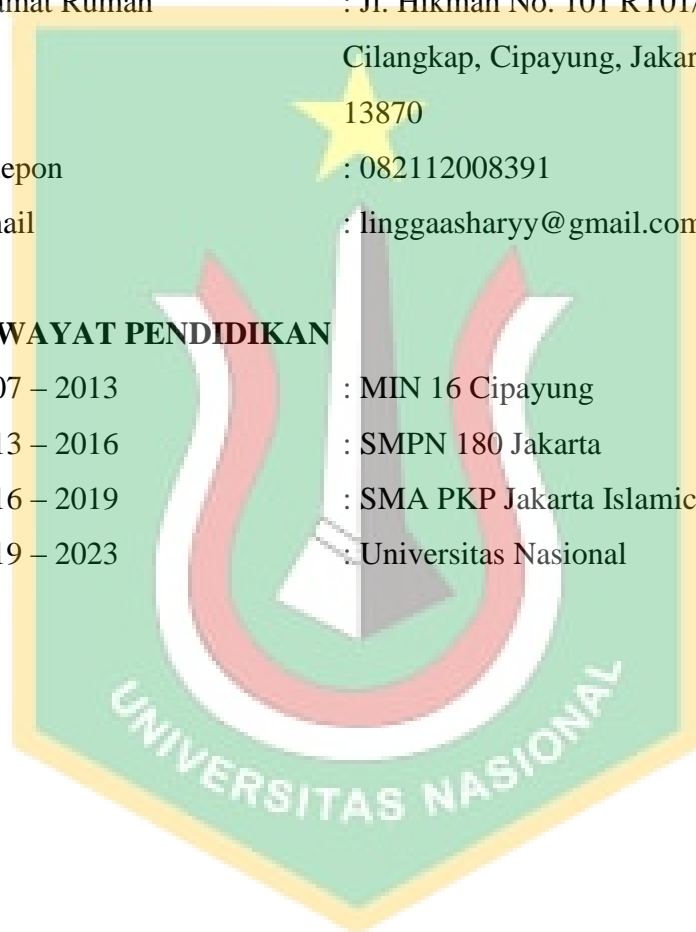 amat Rumah : Jl. Hikmah No. 101 RT01/
Cilangkap, Cipayung, Jakar
13870
epon : 082112008391
ail : linggaasharyy@gmail.com
WAYAT PENDIDIKAN
07 – 2013 : MIN 16 Cipayung
13 – 2016 : SMPN 180 Jakarta
16 – 2019 : SMA PKP Jakarta Islamic
19 – 2023 : Universitas Nasional
UNIVERSITAS NASIONAL